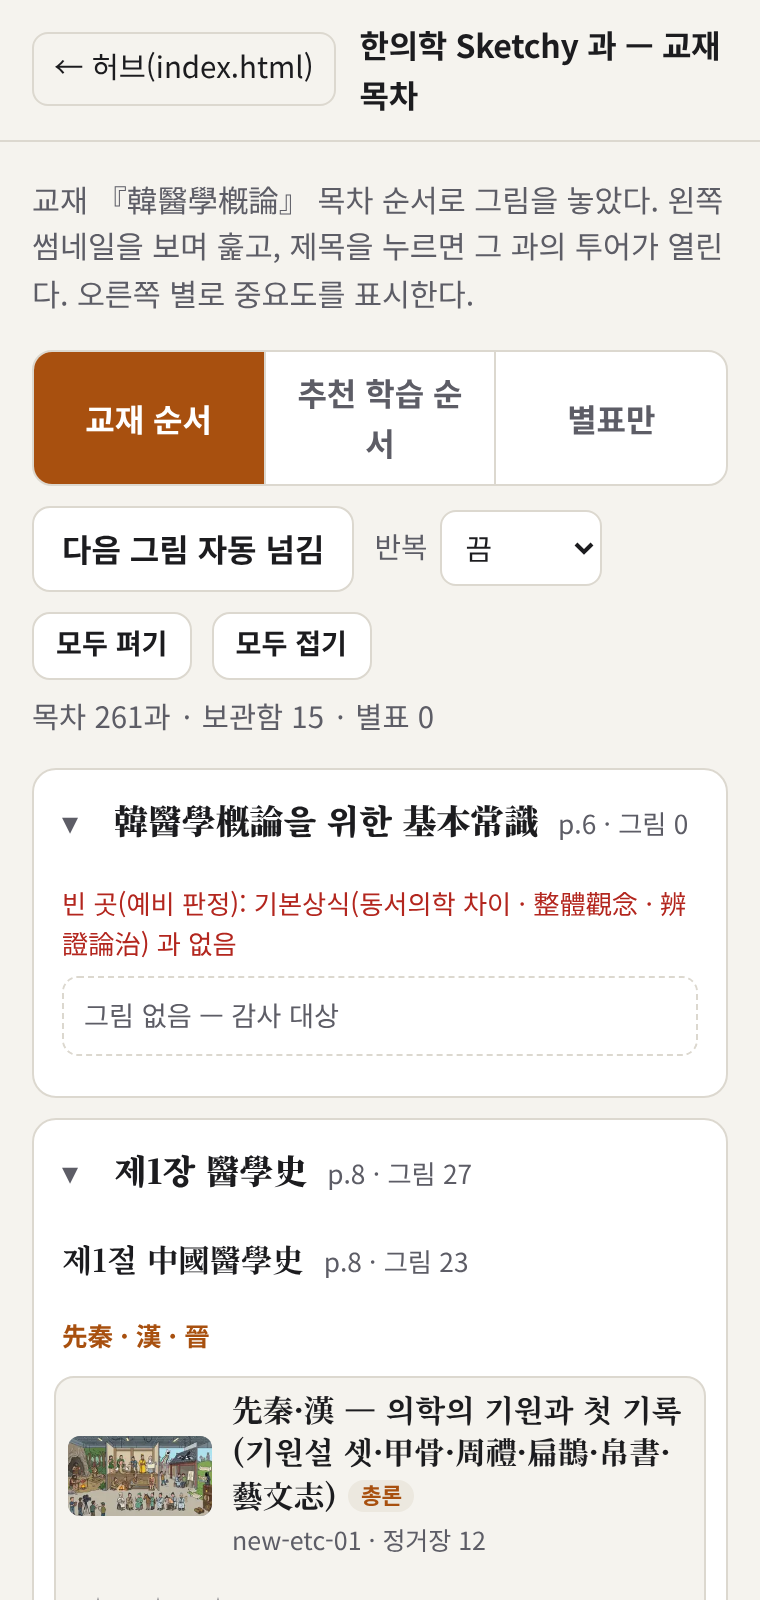 ← 허브(index.html)
한의학 Sketchy 과 — 교재
목차
교재 『韓醫學槪論』 목차 순서로 그림을 놓았다. 왼쪽
썸네일을 보며 훑고, 제목을 누르면 그 과의 투어가 열린
다. 오른쪽 별로 중요도를 표시한다.
교재 순서
추천 학습 순
서
별표만
다음 그림 자동 넘김
반복
끔
모두 펴기
모두 접기
목차 261과 · 보관함 15 · 별표 0
▼ 韓醫學槪論을 위한 基本常識 p.6 · 그림 0
빈 곳(예비 판정): 기본상식(동서의학 차이 · 整體觀念 · 辨
證論治) 과 없음
그림 없음 — 감사 대상
▼ 제1장 醫學史 p.8 · 그림 27
제1절 中國醫學史 p.8 · 그림 23
先秦 · 漢 · 晉
先秦·漢 — 의학의 기원과 첫 기록
(기원설 셋·甲骨·周禮·扁鵲·帛書·
藝文志) 총론
new-etc-01 · 정거장 12